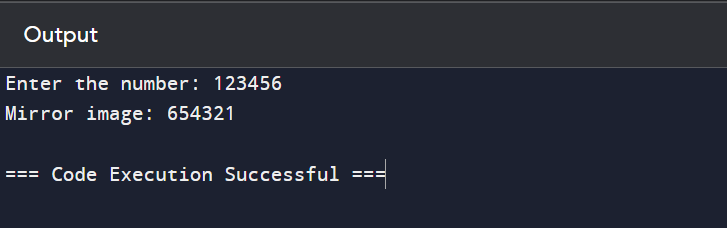 Output
Enter the number: 123456
Mirror image: 654321
=== Code Execution Successful ===